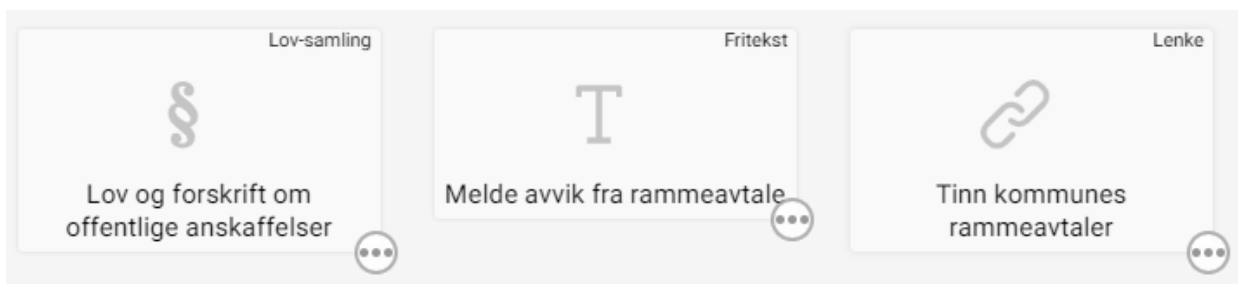 Lov-samling
§
Lov og forskrift om
offentlige anskaffelser
Fritekst
T
Melde avvik fra rammeavtale
Lenke
Tinn kommunes
rammeavtaler